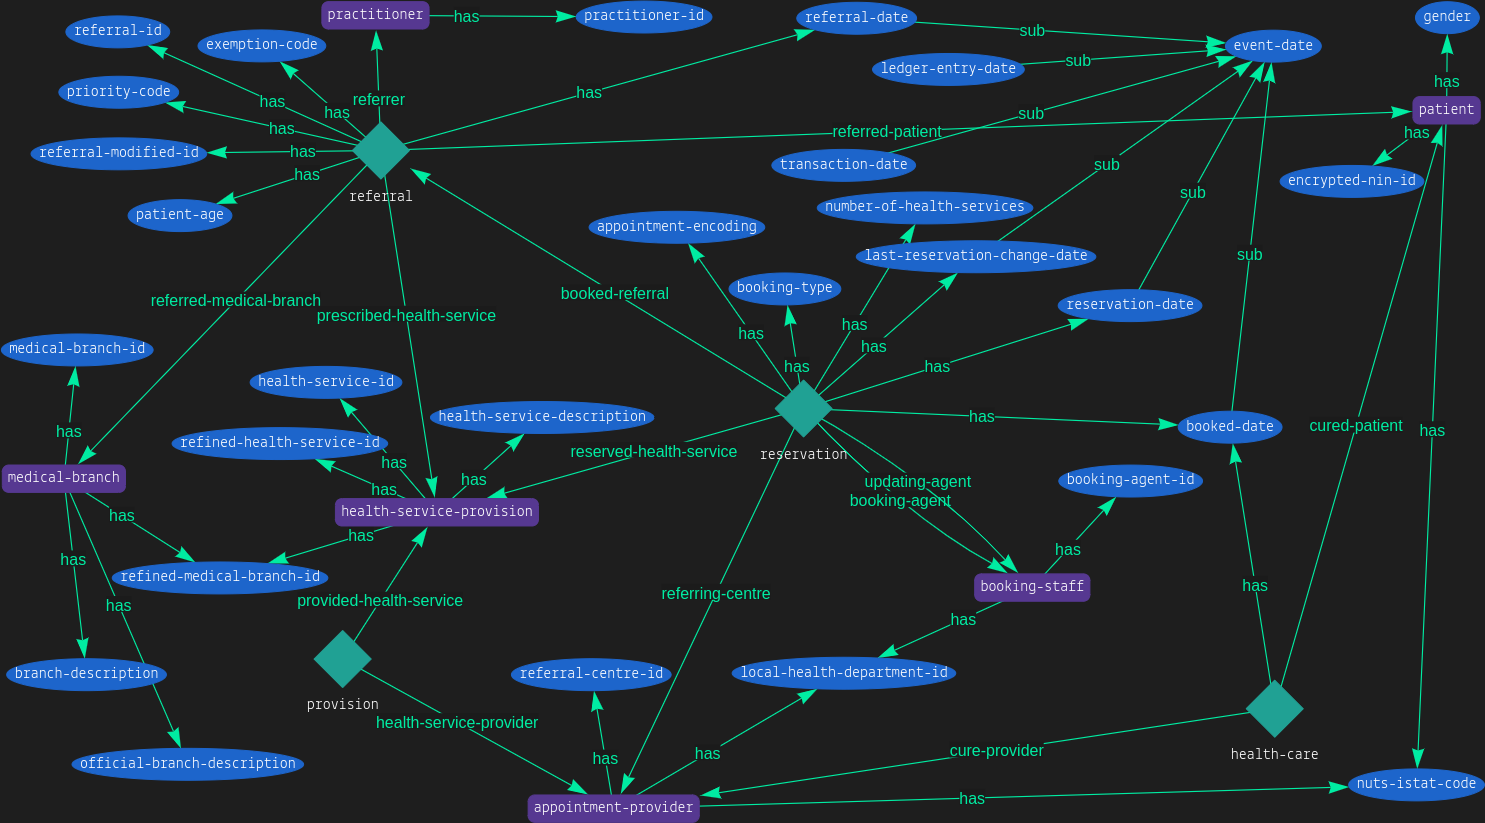 practitioner
has
practitioner-id
referral-date
gender
referral-id
exemption-code
sub
event-date
ledger-entry-date
sub
has
priority-code
has
has
referrer
has
patient
has
sub
has
referred-patient
has
referral-modified-id
has
transaction-date
sub
has
encrypted-nin-id
referral
sub
patient-age
number-of-health-services
appointment-encoding
last-reservation-change-date
sub
booking-type
booked-referral
referred-medical-branch
reservation-date
prescribed-health-service
has
has
medical-branch-id
has
has
has
health-service-id
health-service-description
has
booked-date
cured-patient
has
has
refined-health-service-id
reserved-health-service
reservation
has
medical-branch
has
has
updating-agent
booking-agent-id
booking-agent
health-service-provision
has
has
has
has
refined-medical-branch-id
booking-staff
has
referring-centre
provided-health-service
has
has
branch-description
referral-centre-id
local-health-department-id
provision
health-service-provider
cure-provider
health-care
has
has
official-branch-description
nuts-istat-code
has
appointment-provider